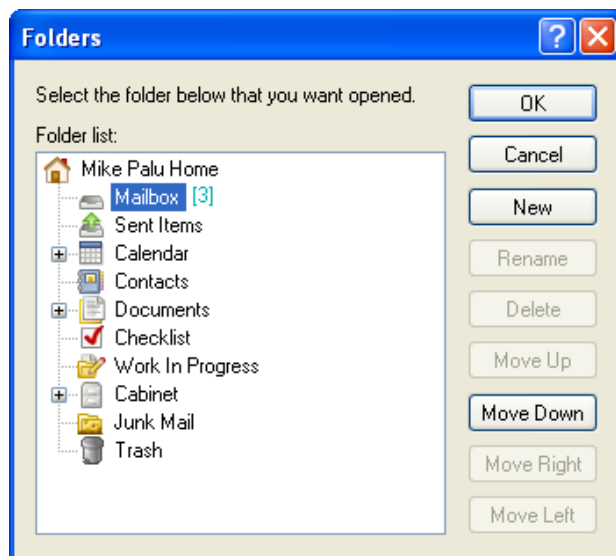 Folders
Select the folder below that you want opened.
Folder list:
Mike Palu Home
Mailbox [3]
Sent Items
Calendar
Contacts
Documents
Checklist
Work In Progress
Cabinet
Junk Mail
Trash
OK
Cancel
New
Rename
Delete
Move Up
Move Down
Move Right
Move Left